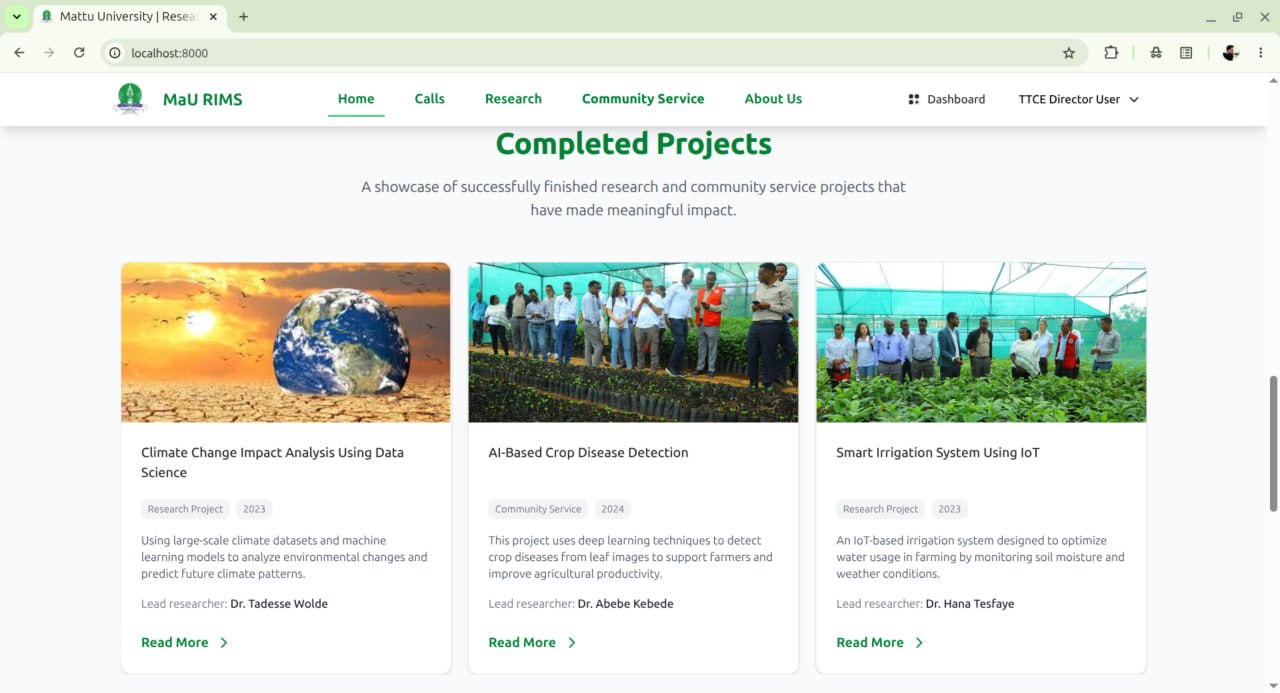 Mattu University | Resear
localhost:8000
MaU RIMS
Home
Calls
Research
Community Service
About Us
Dashboard
TTCE Director User
Completed Projects
A showcase of successfully finished research and community service projects that
have made meaningful impact.
Climate Change Impact Analysis Using Data
Science
Research Project
2023
Using large-scale climate datasets and machine
learning models to analyze environmental changes and
predict future climate patterns.
Lead researcher: Dr. Tadesse Wolde
Read More
AI-Based Crop Disease Detection
Community Service
2024
This project uses deep learning techniques to detect
crop diseases from leaf images to support farmers and
improve agricultural productivity.
Lead researcher: Dr. Abebe Kebede
Read More
Smart Irrigation System Using IoT
Research Project
2023
An IoT-based irrigation system designed to optimize
water usage in farming by monitoring soil moisture and
weather conditions.
Lead researcher: Dr. Hana Tesfaye
Read More